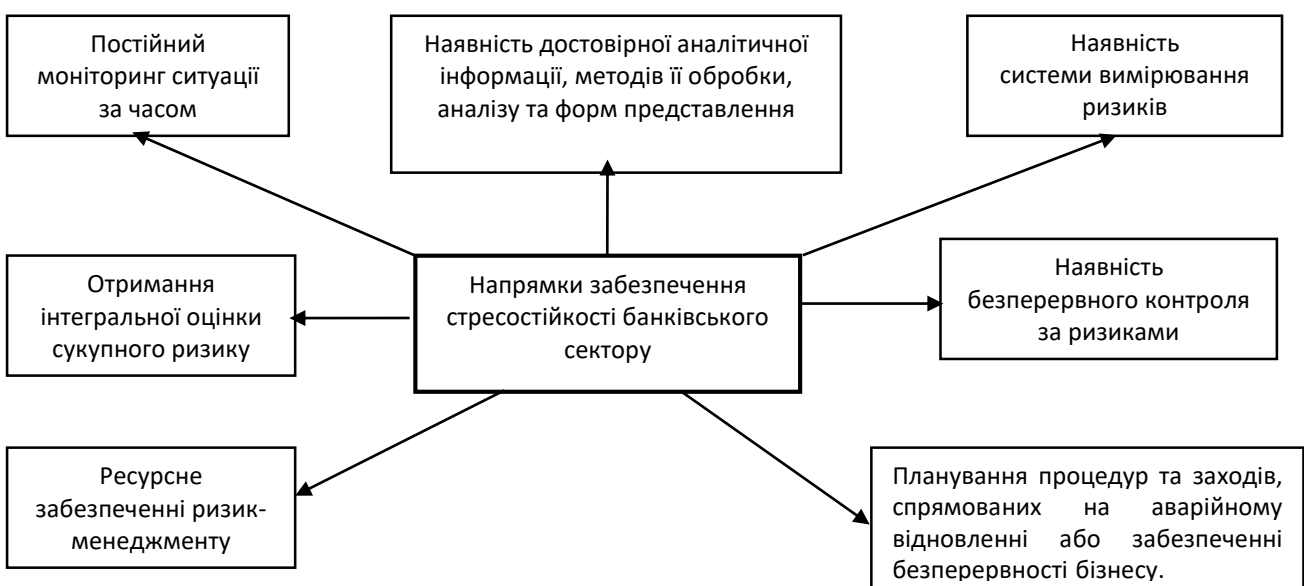 Постійний
моніторинг ситуації
за часом
Наявність достовірної аналітичної
інформації, методів її обробки,
аналізу та форм представлення
Наявність
системи вимірювання
ризиків
Отримання
інтегральної оцінки
сукупного ризику
Напрямки забезпечення
стресостійкості банківського
сектору
Наявність
безперервного контроля
за ризиками
Ресурсне
забезпеченні ризик-
менеджменту
Планування процедур та заходів,
спрямованих на аварійному
відновленні або забезпеченні
безперервності бізнесу.